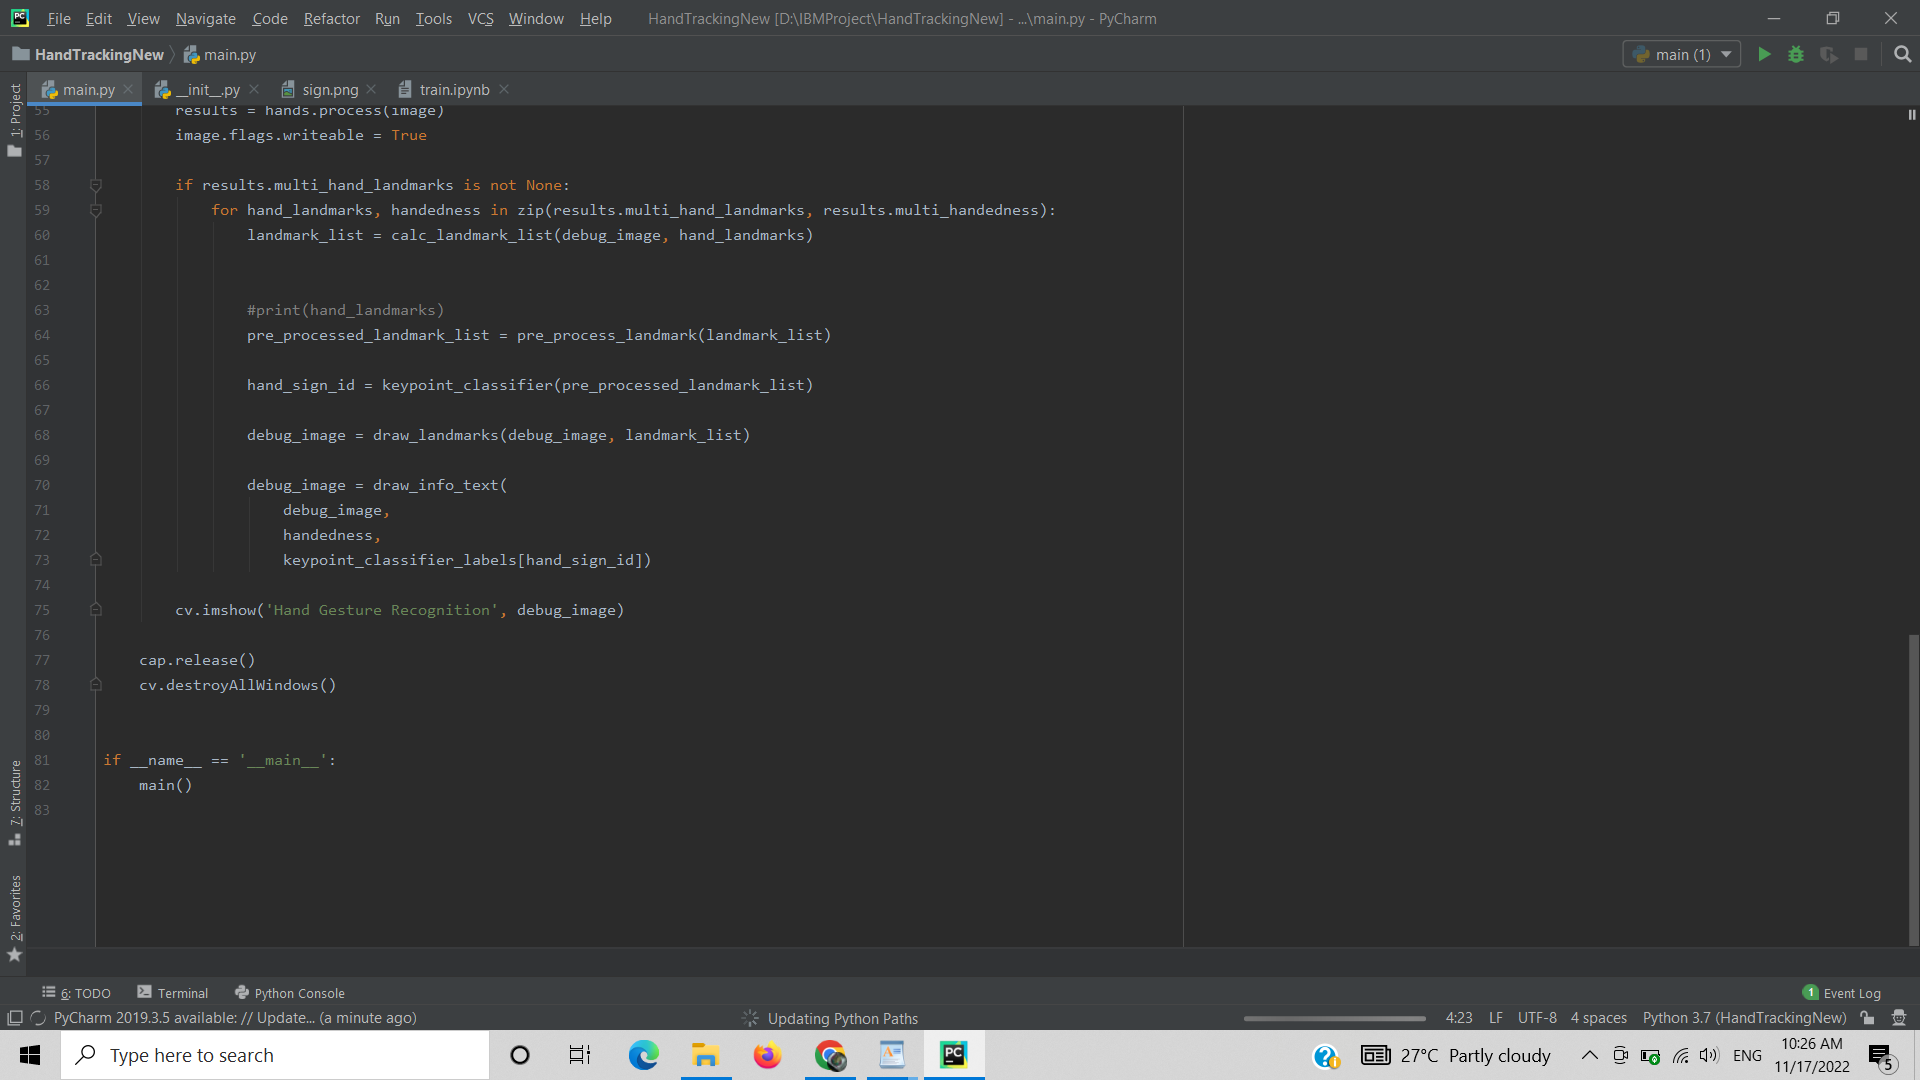 File Edit View Navigate Code Refactor Run Tools VCS Window Help HandTrackingNew [D:\IBMProject\HandTrackingNew] - ...\main.py - PyCharm
HandTrackingNew main.py main (1)
main.py __init__.py sign.png train.ipynb
1: Project
55 results = hands.process(image)
56 image.flags.writeable = True
57
58 if results.multi_hand_landmarks is not None:
59 for hand_landmarks, handedness in zip(results.multi_hand_landmarks, results.multi_handedness):
60 landmark_list = calc_landmark_list(debug_image, hand_landmarks)
61
62
63 #print(hand_landmarks)
64 pre_processed_landmark_list = pre_process_landmark(landmark_list)
65
66 hand_sign_id = keypoint_classifier(pre_processed_landmark_list)
67
68 debug_image = draw_landmarks(debug_image, landmark_list)
69
70 debug_image = draw_info_text(
71 debug_image,
72 handedness,
73 keypoint_classifier_labels[hand_sign_id])
74
75 cv.imshow('Hand Gesture Recognition', debug_image)
76
77 cap.release()
78 cv.destroyAllWindows()
79
80
81 if __name__ == '__main__':
82 main()
83
7: Structure
2: Favorites
6: TODO Terminal Python Console 1 Event Log
PyCharm 2019.3.5 available: // Update... (a minute ago) Updating Python Paths 4:23 LF UTF-8 4 spaces Python 3.7 (HandTrackingNew)
Type here to search PC 27°C Partly cloudy ENG 10:26 AM
11/17/2022 5